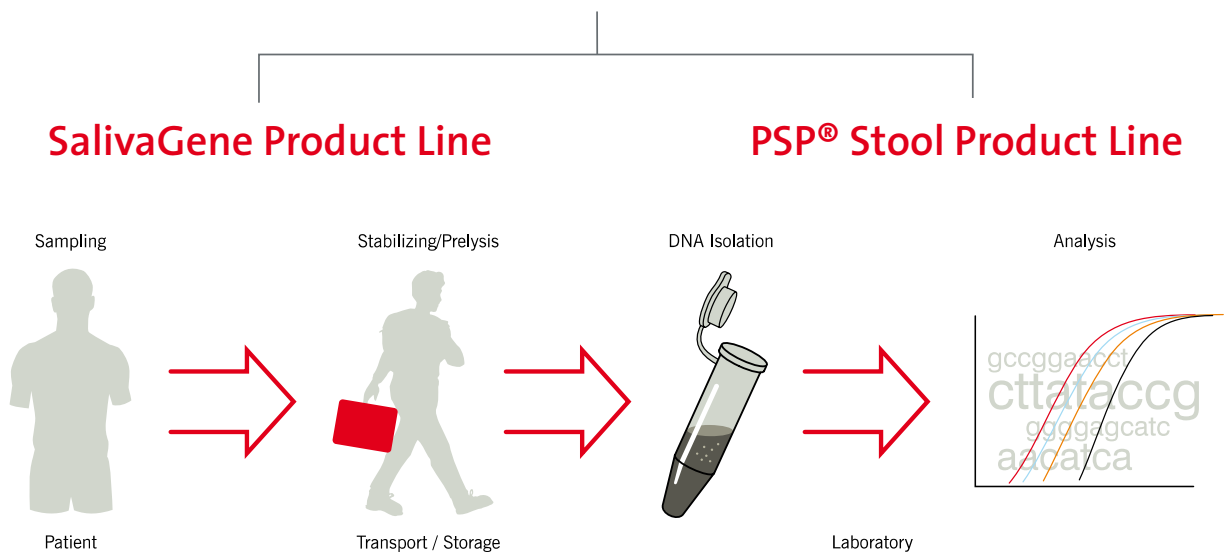 SalivaGene Product Line
PSP® Stool Product Line
Sampling
Stabilizing/Prelysis
DNA Isolation
Analysis
gccggaacct
cttataccg
ggggagcatc
aacatca
Patient
Transport / Storage
Laboratory